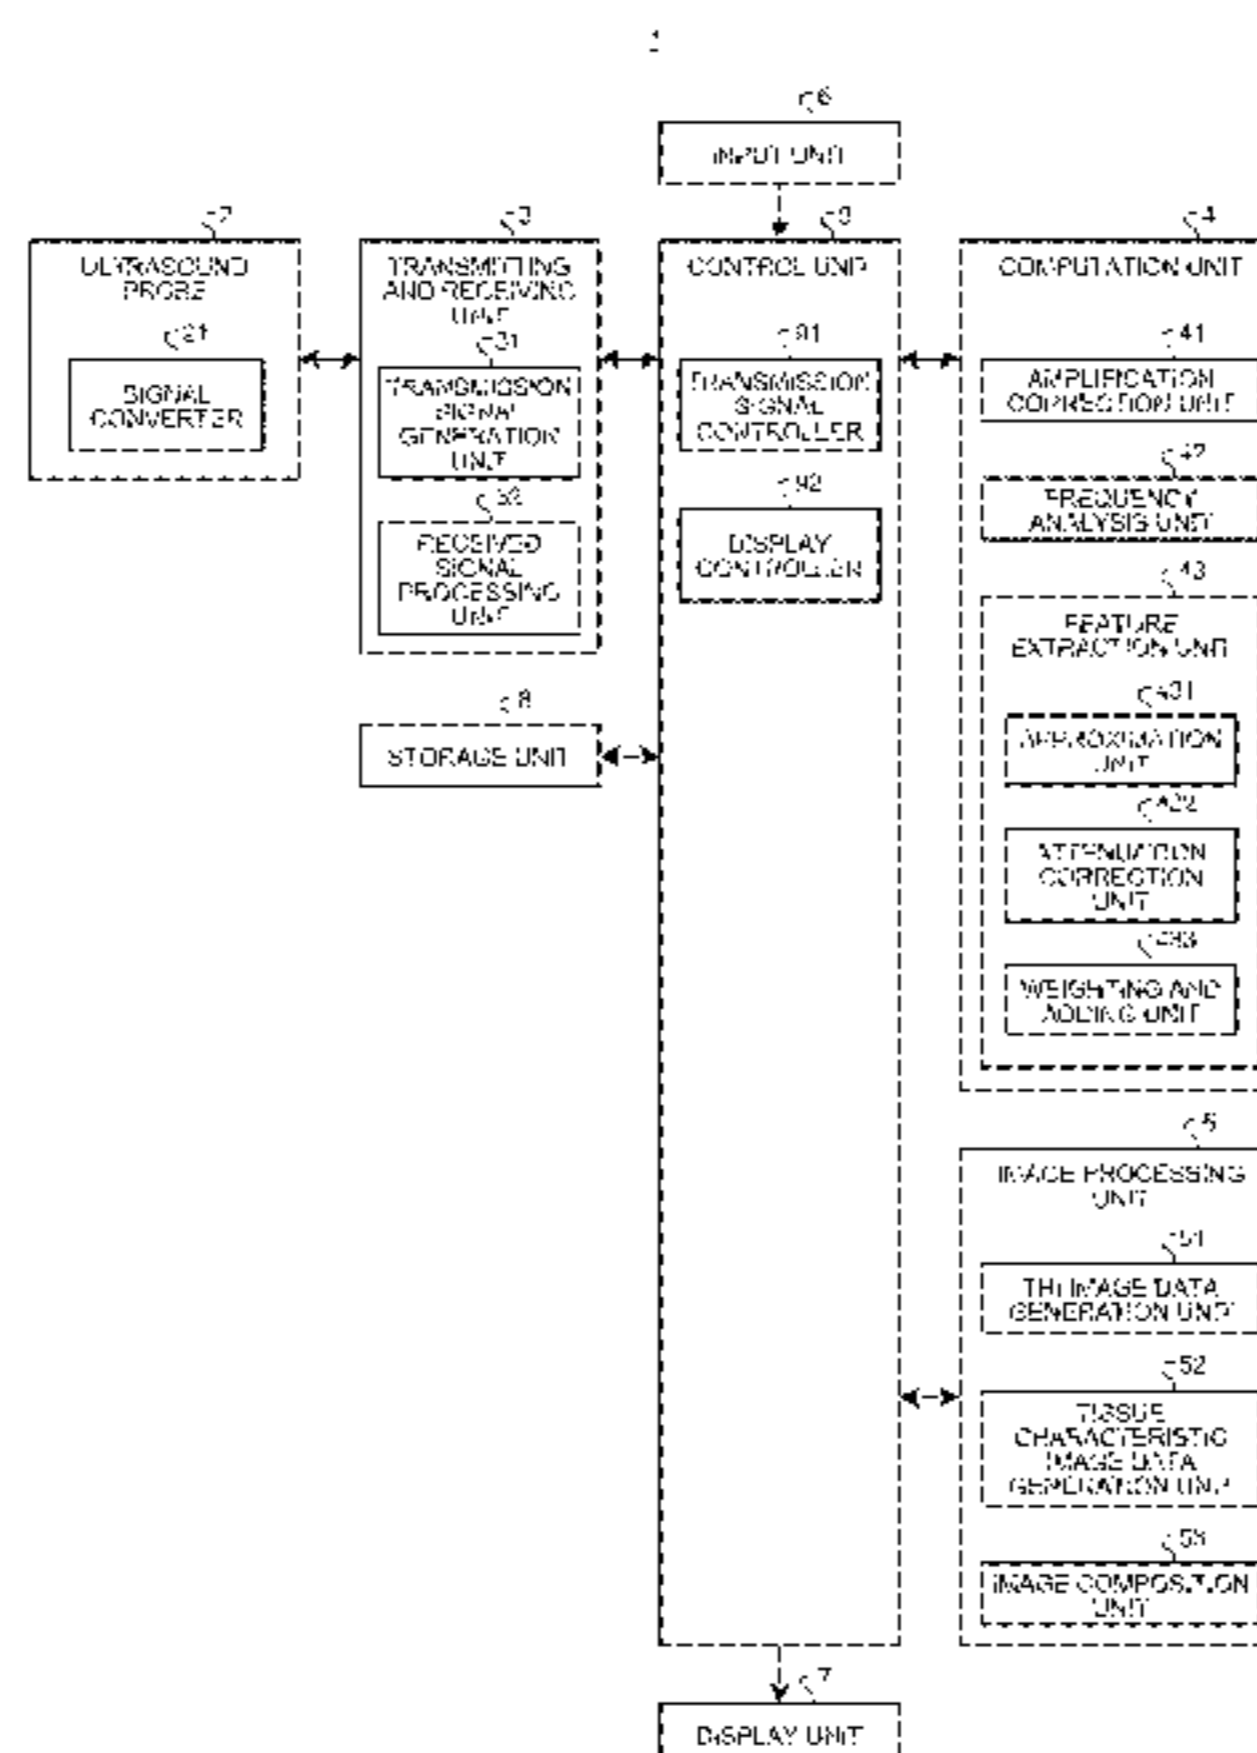 1
6
INPUT UNIT
2
ULTRASOUND
PROBE
21
SIGNAL
CONVERTER
3
TRANSMITTING
AND RECEIVING
UNIT
31
TRANSMISSION
SIGNAL
GENERATION
UNIT
32
RECEIVED
SIGNAL
PROCESSING
UNIT
8
STORAGE UNIT
9
CONTROL UNIT
91
TRANSMISSION
SIGNAL
CONTROLLER
92
DISPLAY
CONTROLLER
4
COMPUTATION UNIT
41
AMPLIFICATION
CORRECTION UNIT
42
FREQUENCY
ANALYSIS UNIT
43
FEATURE
EXTRACTION UNIT
431
APPROXIMATION
UNIT
432
ATTENUATION
CORRECTION
UNIT
433
WEIGHTING AND
ADDING UNIT
5
IMAGE PROCESSING
UNIT
51
THI IMAGE DATA
GENERATION UNIT
52
TISSUE
CHARACTERISTIC
IMAGE DATA
GENERATION UNIT
53
IMAGE COMPOSITION
UNIT
7
DISPLAY UNIT